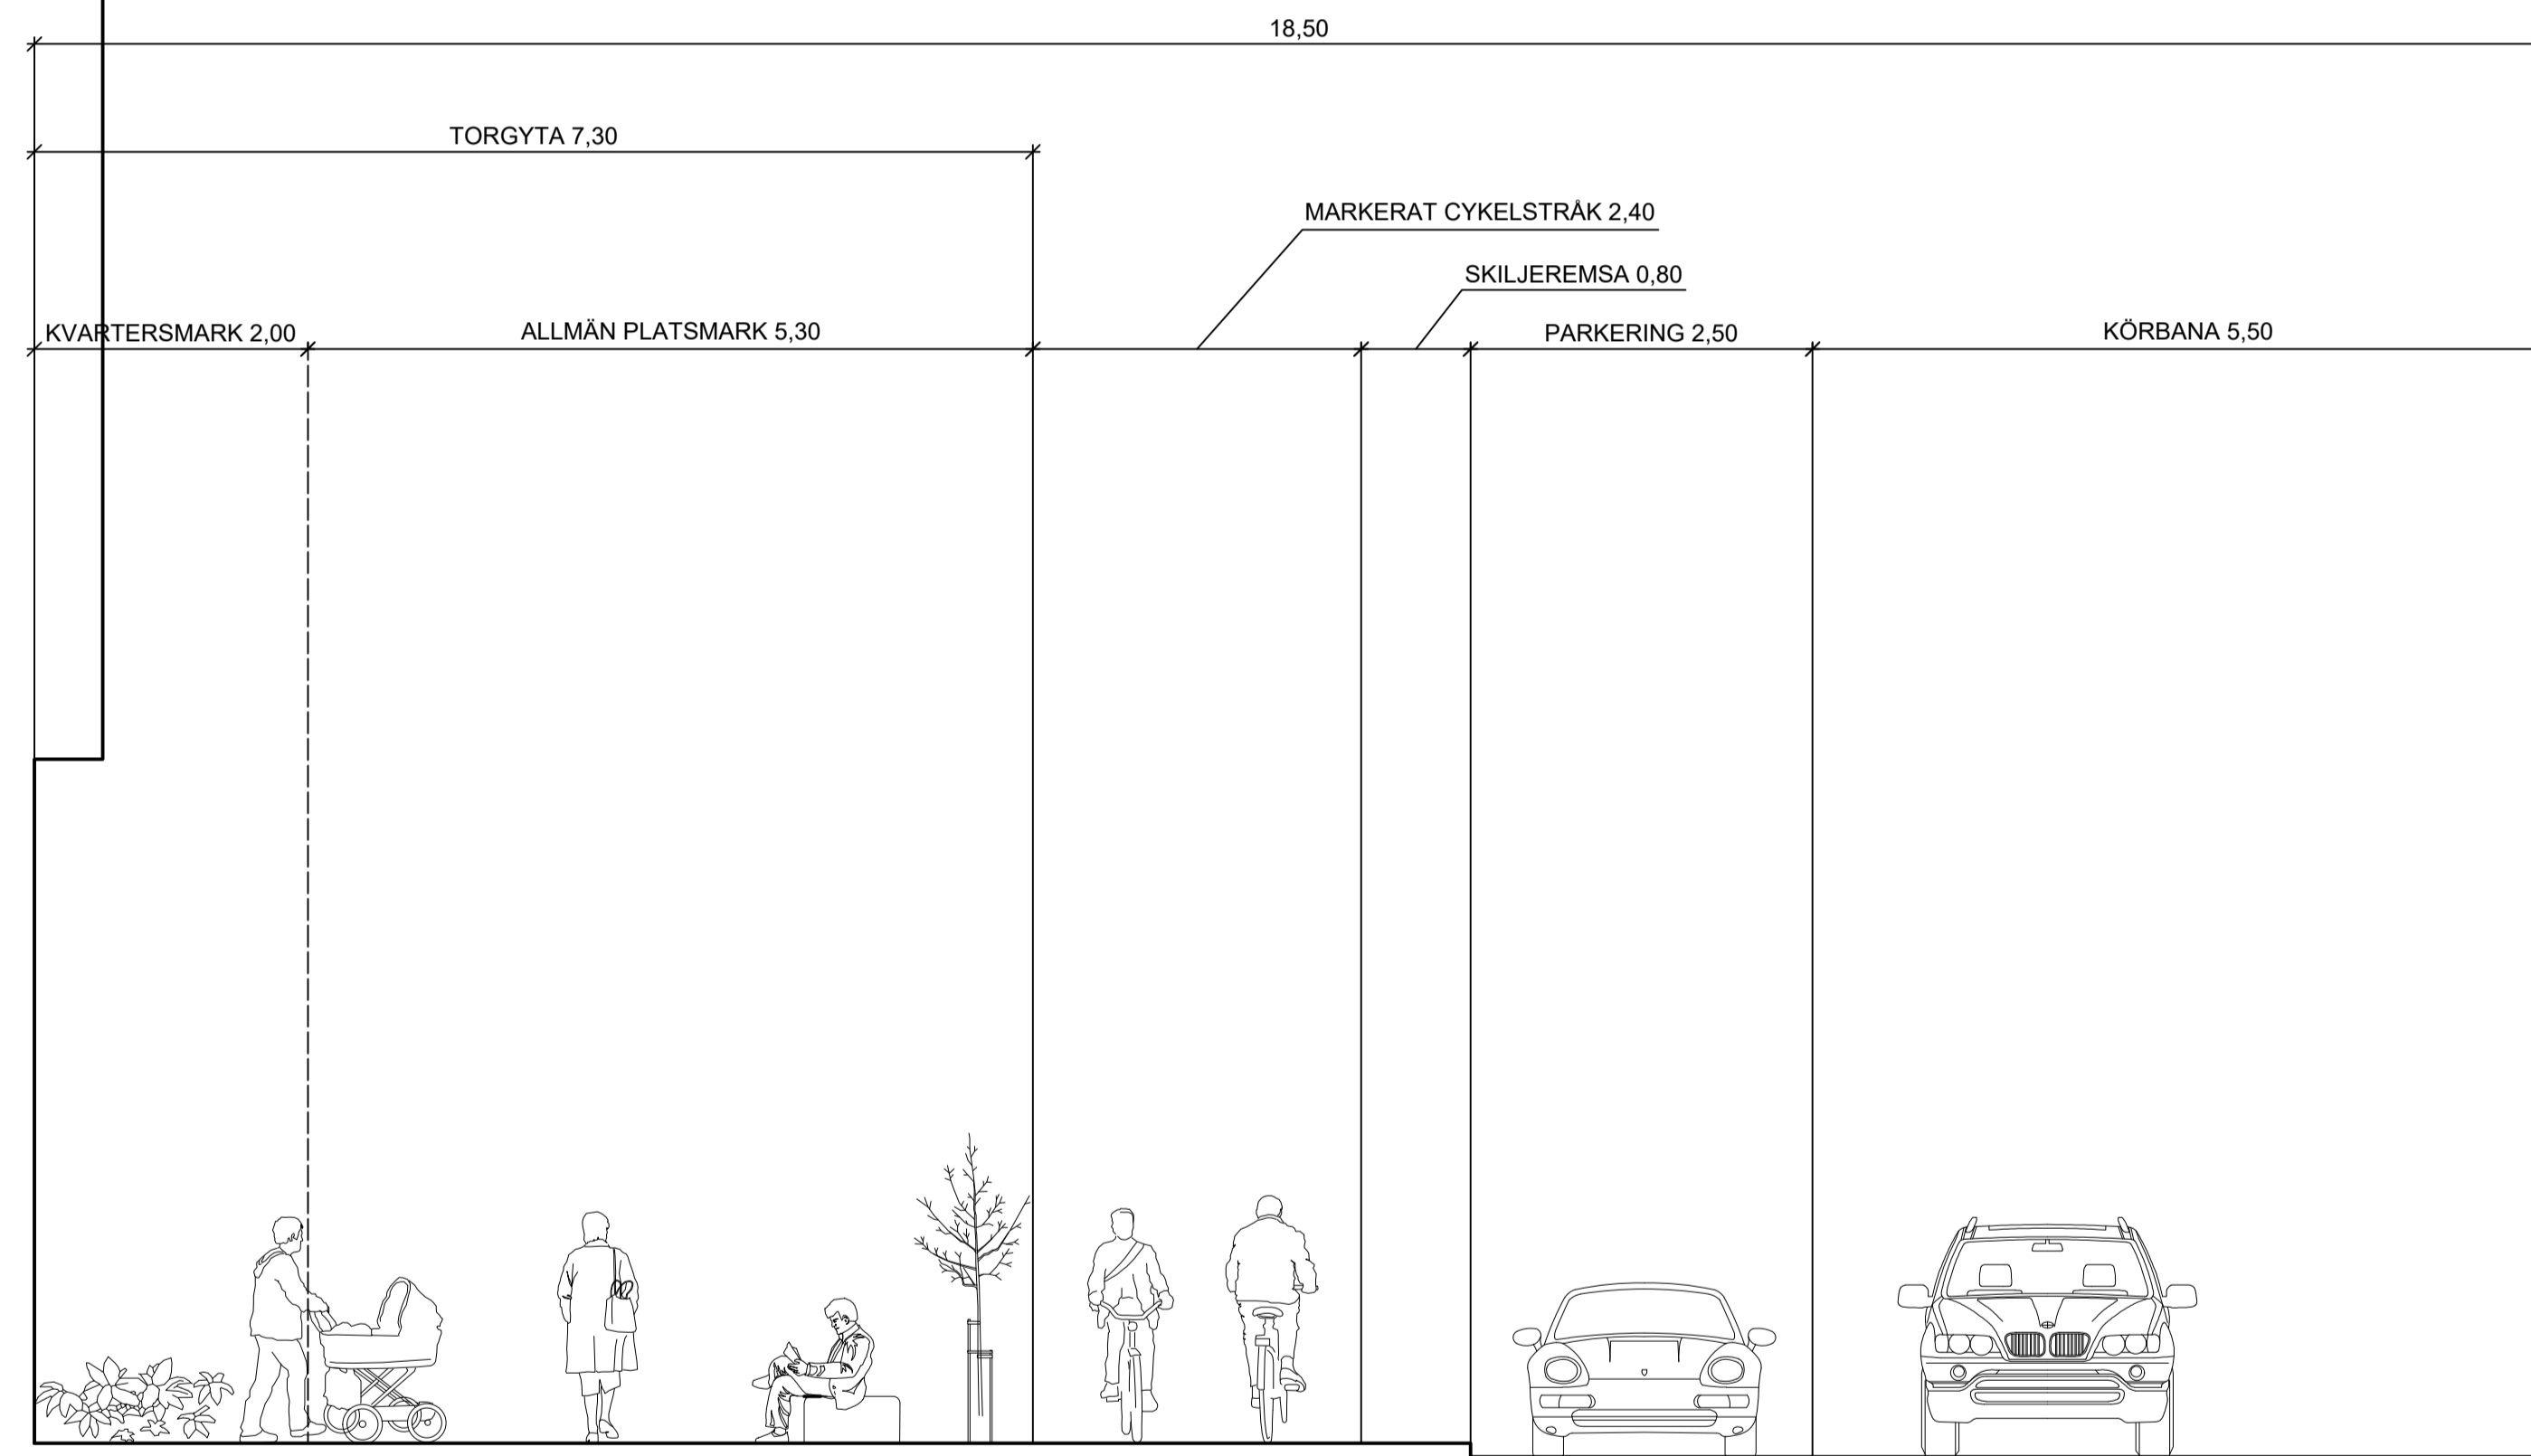 18,50
TORGYTA 7,30
MARKERAT CYKELSTRÅK 2,40
SKILJEREMSA 0,80
KVARTERSMARK 2,00
ALLMÄN PLATSMARK 5,30
PARKERING 2,50
KÖRBANA 5,50